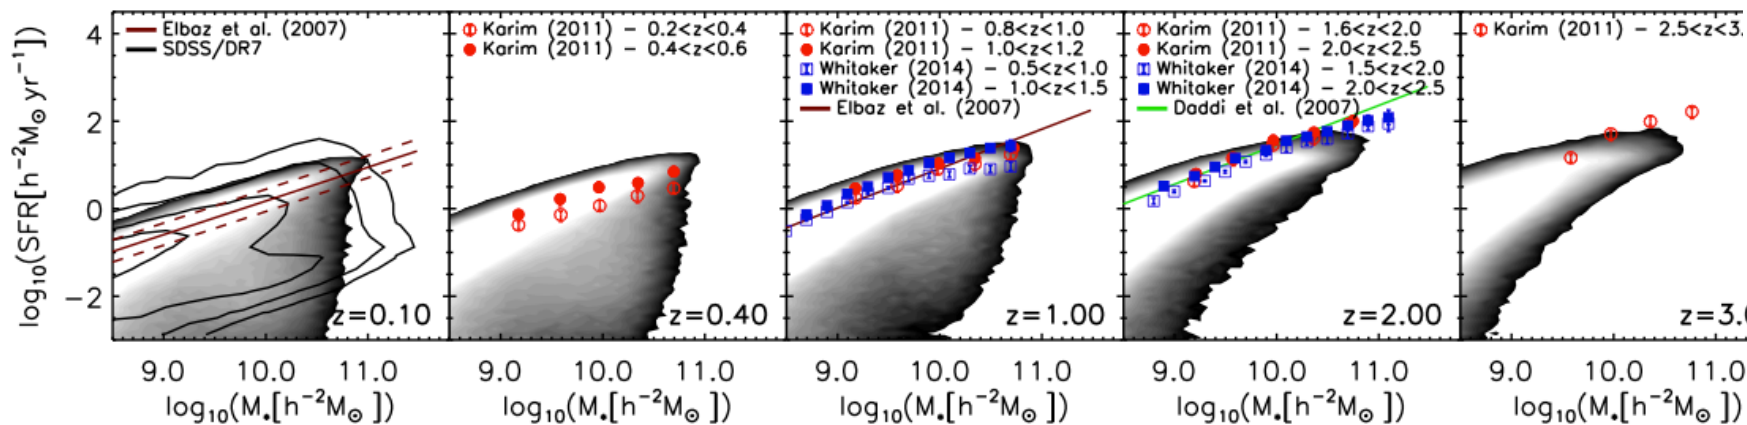 log₁₀(SFR[h⁻²M☉yr⁻¹])
4
2
0
−2
Elbaz et al. (2007)
SDSS/DR7
z=0.10
9.0 10.0 11.0
log₁₀(M⁎[h⁻²M☉])
Karim (2011) − 0.2<z<0.4
Karim (2011) − 0.4<z<0.6
z=0.40
9.0 10.0 11.0
log₁₀(M⁎[h⁻²M☉])
Karim (2011) − 0.8<z<1.0
Karim (2011) − 1.0<z<1.2
Whitaker (2014) − 0.5<z<1.0
Whitaker (2014) − 1.0<z<1.5
Elbaz et al. (2007)
z=1.00
9.0 10.0 11.0
log₁₀(M⁎[h⁻²M☉])
Karim (2011) − 1.6<z<2.0
Karim (2011) − 2.0<z<2.5
Whitaker (2014) − 1.5<z<2.0
Whitaker (2014) − 2.0<z<2.5
Daddi et al. (2007)
z=2.00
9.0 10.0 11.0
log₁₀(M⁎[h⁻²M☉])
Karim (2011) − 2.5<z<3.
z=3.0
9.0 10.0 11.0
log₁₀(M⁎[h⁻²M☉])